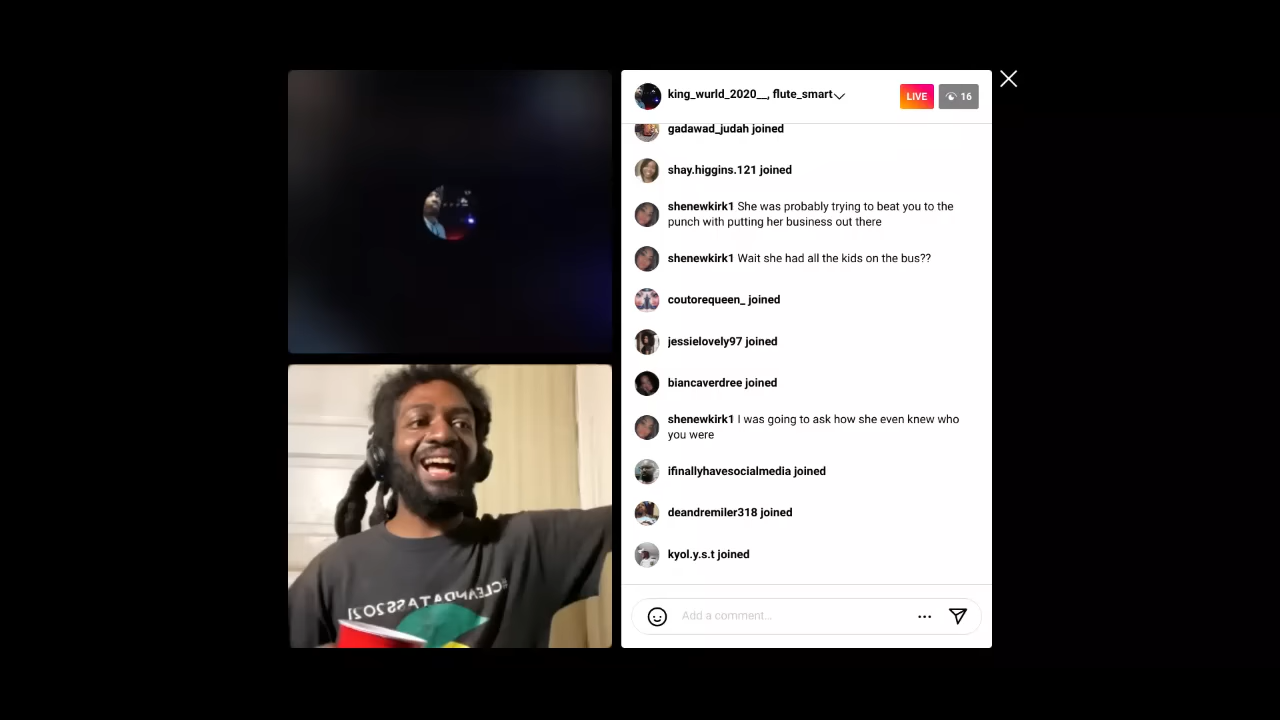 king_wurld_2020__, flute_smart
LIVE
16
gadawad_judah joined
shay.higgins.121 joined
shenewkirk1 She was probably trying to beat you to the
punch with putting her business out there
shenewkirk1 Wait she had all the kids on the bus??
coutorequeen_ joined
jessielovely97 joined
biancaverdree joined
shenewkirk1 I was going to ask how she even knew who
you were
ifinallyhavesocialmedia joined
deandremiler318 joined
kyol.y.s.t joined
Add a comment...
#CLEAPDATASS2021